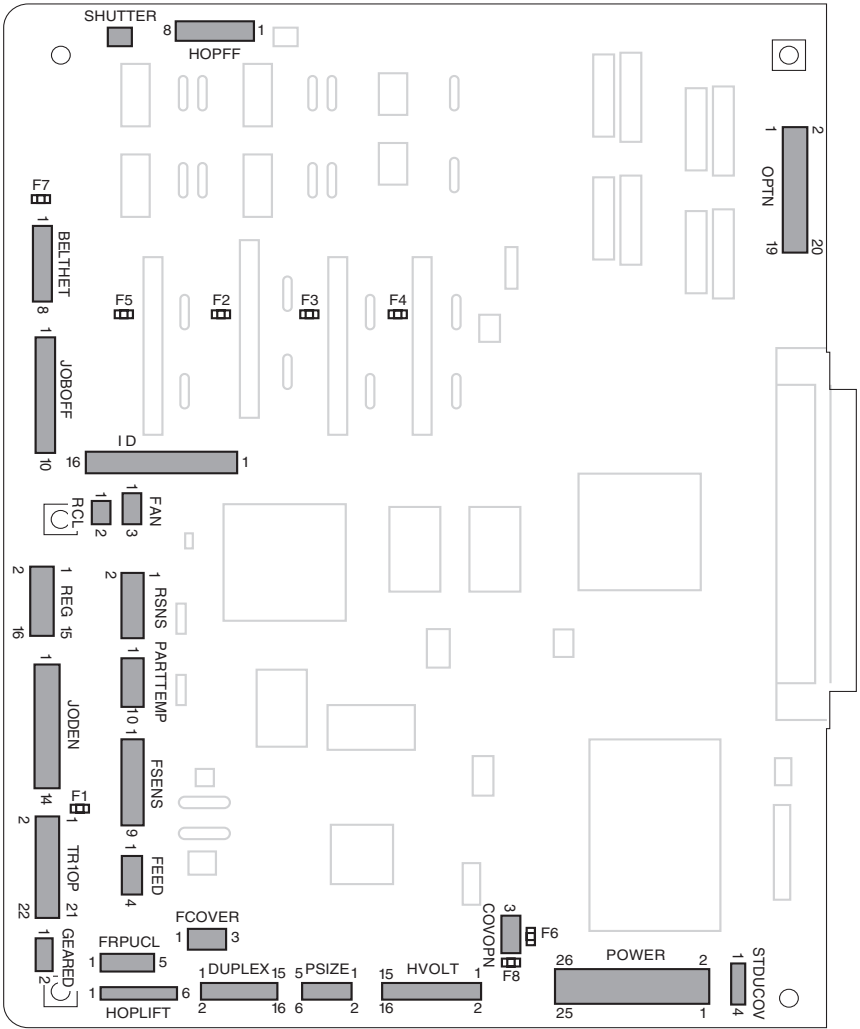 SHUTTER
8 1
HOPFF
1 2
OPTN
19 20
F7
1
BELTHET
8
F5 F2 F3 F4
1
JOBOFF
10
ID
16 1
1
RCL
2
1
FAN
3
2 1
REG
16 15
2 1
RSNS
1
PARTTEMP
10
1
JODEN
14
1
FSENS
9
F1
2 1
TR1OP
22 21
1
FEED
4
1
GEARED
2
FCOVER
1 3
FRPUCL
1 5
1 6
HOPLIFT
1 DUPLEX 15
2 16
5 PSIZE 1
6 2
15 HVOLT 1
16 2
3
COVOPN
F6
F8
26 POWER 2
25 1
1
STDUCOV
4